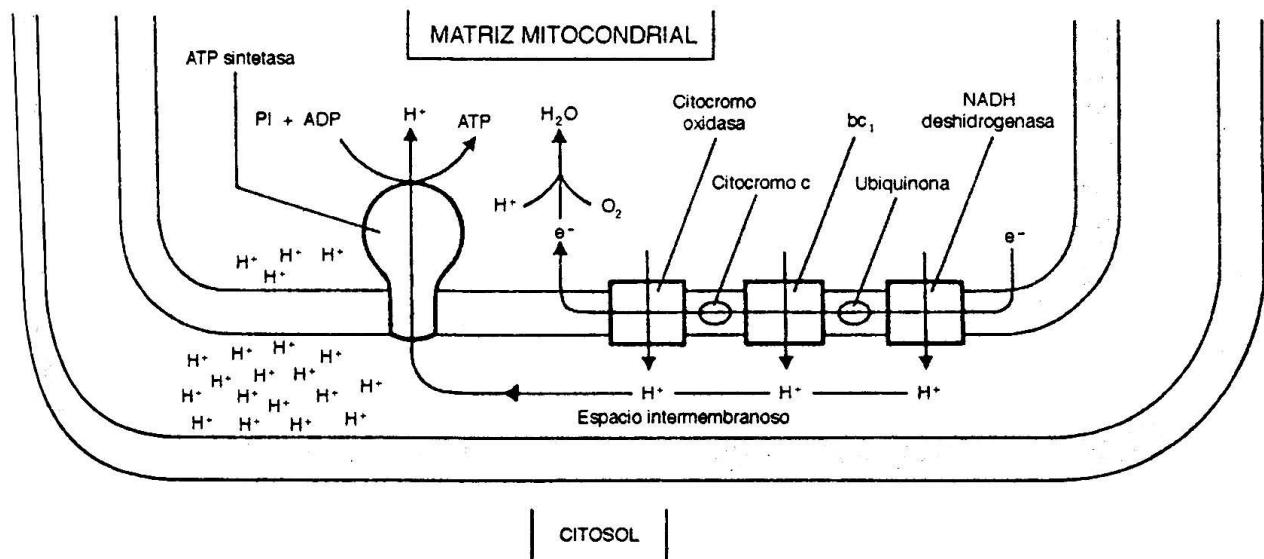 MATRIZ MITOCONDRIAL
ATP sintetasa
PI + ADP
H⁺
ATP
H₂O
H⁺
O₂
e⁻
Citocromo
oxidasa
bc₁
NADH
deshidrogenasa
Citocromo c
Ubiquinona
e⁻
H⁺ H⁺ H⁺
H⁺
H⁺ H⁺ H⁺ H⁺
H⁺ H⁺ H⁺
H⁺ H⁺ H⁺ H⁺
H⁺ H⁺ H⁺ H⁺
H⁺ H⁺ H⁺
Espacio intermembranoso
CITOSOL